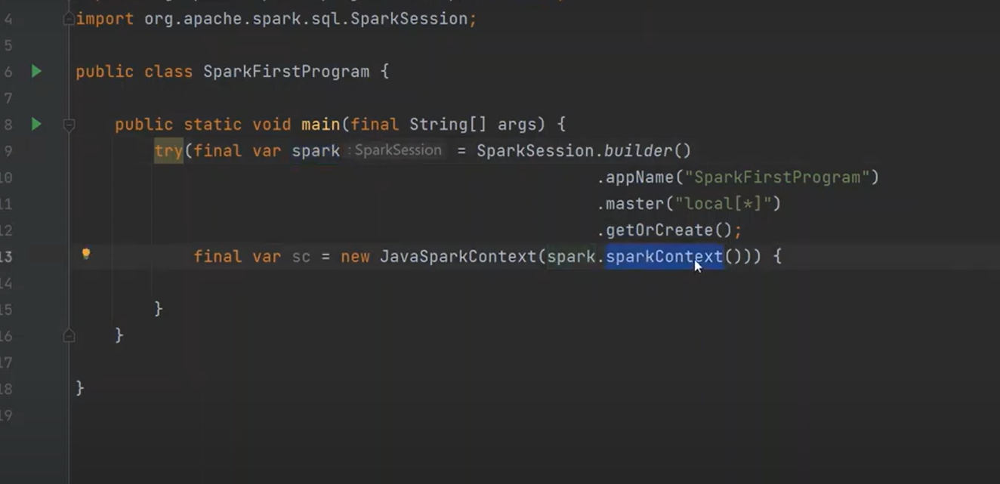 4 import org.apache.spark.sql.SparkSession;
5
6 public class SparkFirstProgram {
7
8 public static void main(final String[] args) {
9 try(final var spark : SparkSession = SparkSession.builder()
10 .appName("SparkFirstProgram")
11 .master("local[*]")
12 .getOrCreate();
13 final var sc = new JavaSparkContext(spark.sparkContext())) {
14
15 }
16 }
17
18 }
19